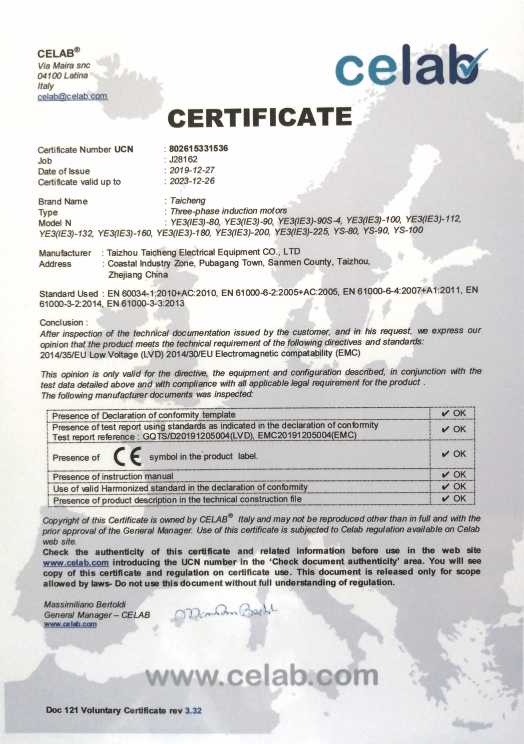 CELAB®
Via Maira snc
04100 Latina
Italy
celab@celab.com
celab
CERTIFICATE
Certificate Number UCN : 802615331536
Job : J28162
Date of Issue : 2019-12-27
Certificate valid up to : 2023-12-26
Brand Name : Taicheng
Type : Three-phase induction motors
Model N : YE3(IE3)-80, YE3(IE3)-90, YE3(IE3)-90S-4, YE3(IE3)-100, YE3(IE3)-112,
YE3(IE3)-132, YE3(IE3)-160, YE3(IE3)-180, YE3(IE3)-200, YE3(IE3)-225, YS-80, YS-90, YS-100
Manufacturer : Taizhou Taicheng Electrical Equipment CO., LTD
Address : Coastal Industry Zone, Pubagang Town, Sanmen County, Taizhou,
Zhejiang China
Standard Used : EN 60034-1:2010+AC:2010, EN 61000-6-2:2005+AC:2005, EN 61000-6-4:2007+A1:2011, EN
61000-3-2:2014, EN 61000-3-3:2013
Conclusion :
After inspection of the technical documentation issued by the customer, and in his request, we express our
opinion that the product meets the technical requirement of the following directives and standards:
2014/35/EU Low Voltage (LVD) 2014/30/EU Electromagnetic compatability (EMC)
This opinion is only valid for the directive, the equipment and configuration described, in conjunction with the
test data detailed above and with compliance with all applicable legal requirement for the product .
The following manufacturer documents was inspected:
Presence of Declaration of conformity template ✔ OK
Presence of test report using standards as indicated in the declaration of conformity
Test report reference : GQTS/D20191205004(LVD), EMC20191205004(EMC) ✔ OK
Presence of CE symbol in the product label. ✔ OK
Presence of instruction manual ✔ OK
Use of valid Harmonized standard in the declaration of conformity ✔ OK
Presence of product description in the technical construction file ✔ OK
Copyright of this Certificate is owned by CELAB® Italy and may not be reproduced other than in full and with the
prior approval of the General Manager. Use of this certificate is subjected to Celab regulation available on Celab
web site.
Check the authenticity of this certificate and related information before use in the web site
www.celab.com introducing the UCN number in the 'Check document authenticity' area. You will see
copy of this certificate and regulation on certificate use. This document is released only for scope
allowed by laws- Do not use this document without full understanding of regulation.
Massimiliano Bertoldi
General Manager – CELAB
www.celab.com
www.celab.com
Doc 121 Voluntary Certificate rev 3.32